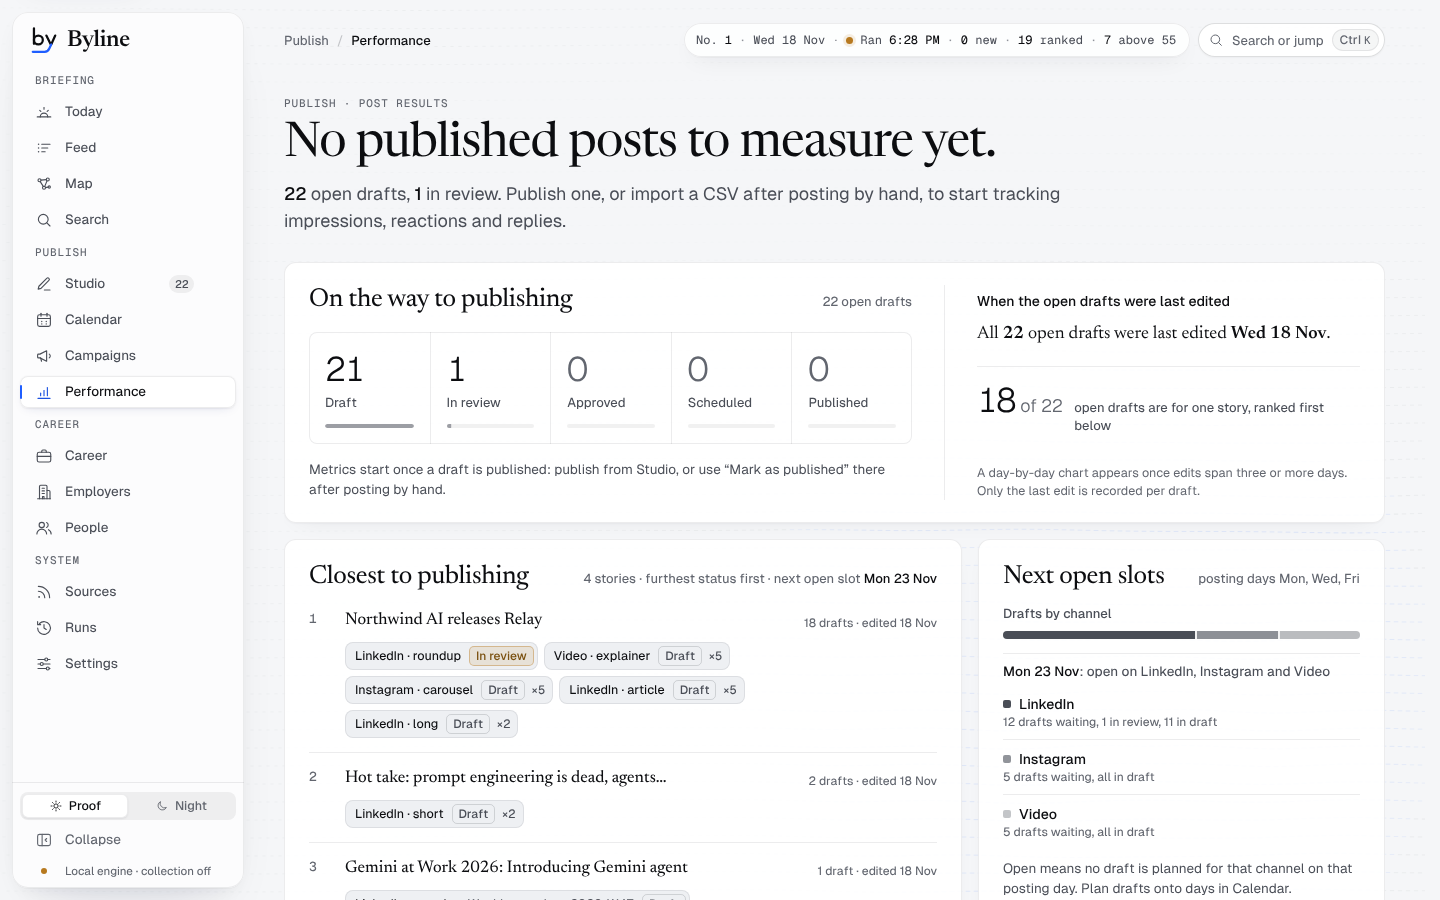 by Byline
BRIEFING
Today
Feed
Map
Search
PUBLISH
Studio 22
Calendar
Campaigns
Performance
CAREER
Career
Employers
People
SYSTEM
Sources
Runs
Settings
Proof Night
Collapse
Local engine · collection off
Publish / Performance
No. 1 · Wed 18 Nov · Ran 6:28 PM · 0 new · 19 ranked · 7 above 55
Search or jump Ctrl K
PUBLISH · POST RESULTS
No published posts to measure yet.
22 open drafts, 1 in review. Publish one, or import a CSV after posting by hand, to start tracking
impressions, reactions and replies.
On the way to publishing
22 open drafts
21
Draft
1
In review
0
Approved
0
Scheduled
0
Published
Metrics start once a draft is published: publish from Studio, or use “Mark as published” there
after posting by hand.
When the open drafts were last edited
All 22 open drafts were last edited Wed 18 Nov.
18 of 22 open drafts are for one story, ranked first
below
A day-by-day chart appears once edits span three or more days.
Only the last edit is recorded per draft.
Closest to publishing
4 stories · furthest status first · next open slot Mon 23 Nov
1 Northwind AI releases Relay 18 drafts · edited 18 Nov
LinkedIn · roundup In review Video · explainer Draft ×5
Instagram · carousel Draft ×5 LinkedIn · article Draft ×5
LinkedIn · long Draft ×2
2 Hot take: prompt engineering is dead, agents… 2 drafts · edited 18 Nov
LinkedIn · short Draft ×2
3 Gemini at Work 2026: Introducing Gemini agent 1 draft · edited 18 Nov
Next open slots
posting days Mon, Wed, Fri
Drafts by channel
Mon 23 Nov: open on LinkedIn, Instagram and Video
LinkedIn
12 drafts waiting, 1 in review, 11 in draft
Instagram
5 drafts waiting, all in draft
Video
5 drafts waiting, all in draft
Open means no draft is planned for that channel on that
posting day. Plan drafts onto days in Calendar.